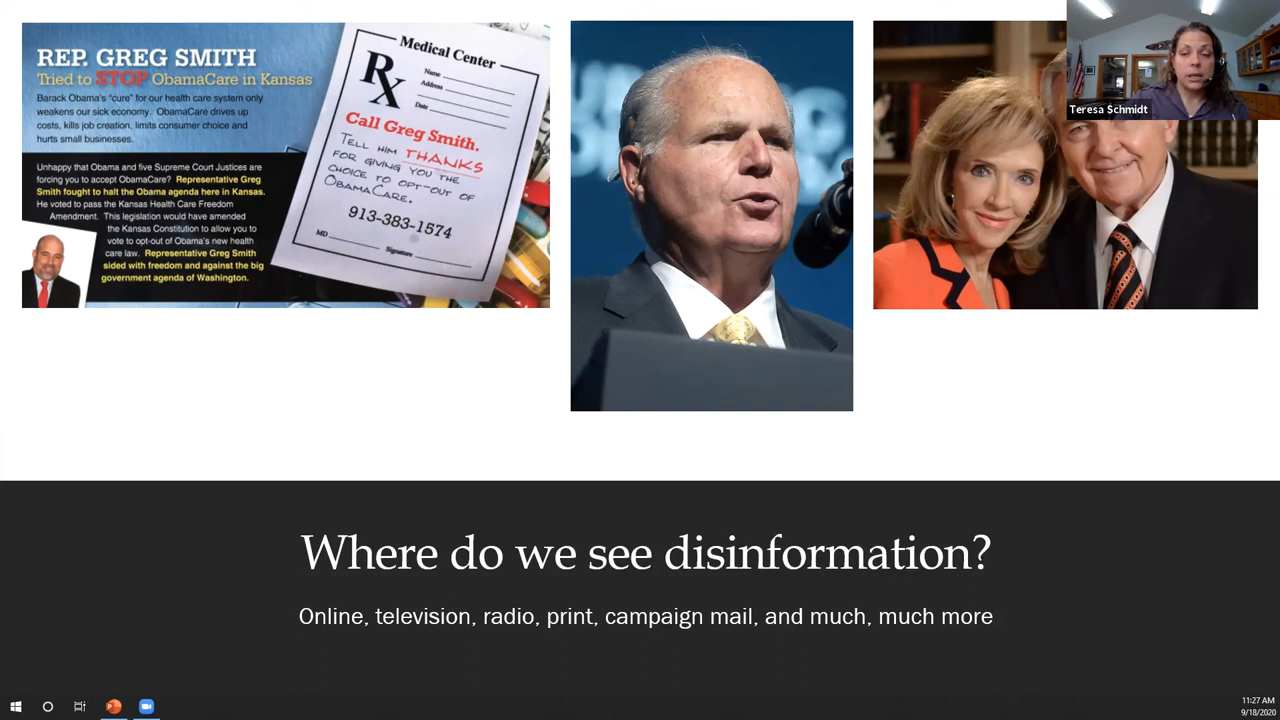 REP. GREG SMITH
Tried to STOP ObamaCare in Kansas
Barack Obama's "cure" for our health care system only
weakens our sick economy. ObamaCare drives up
costs, kills job creation, limits consumer choice and
hurts small businesses.
Unhappy that Obama and five Supreme Court Justices are
forcing you to accept ObamaCare? Representative Greg
Smith fought to halt the Obama agenda here in Kansas.
He voted to pass the Kansas Health Care Freedom
Amendment. This legislation would have amended
the Kansas Constitution to allow you to
vote to opt-out of Obama's new health
care law. Representative Greg Smith
sided with freedom and against the big
government agenda of Washington.
Medical Center
Rx
Name
Address
Date
Call Greg Smith.
TELL HIM THANKS
FOR GIVING YOU THE
CHOICE TO OPT-OUT OF
OBAMACARE.
913-383-1574
MD
Signature
Teresa Schmidt
Where do we see disinformation?
Online, television, radio, print, campaign mail, and much, much more
11:27 AM
9/18/2020